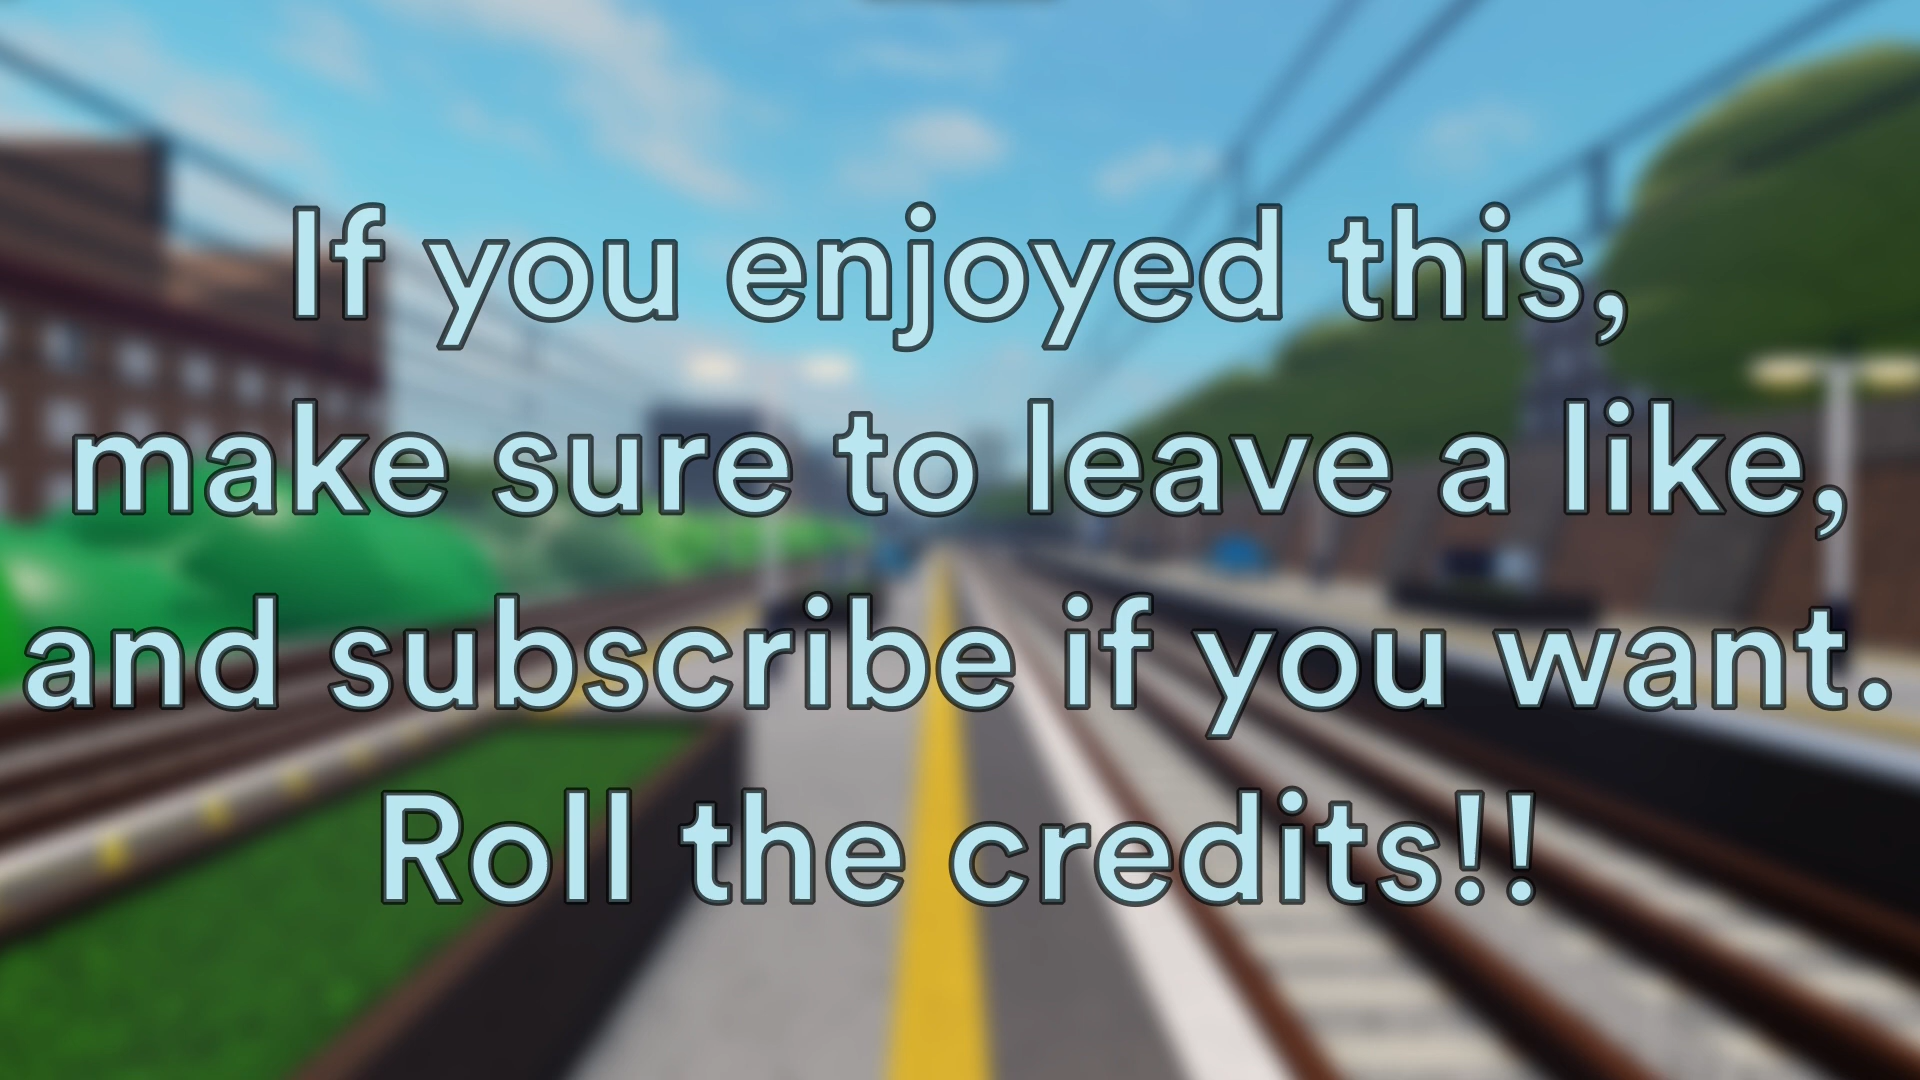 If you enjoyed this,
make sure to leave a like,
and subscribe if you want.
Roll the credits!!